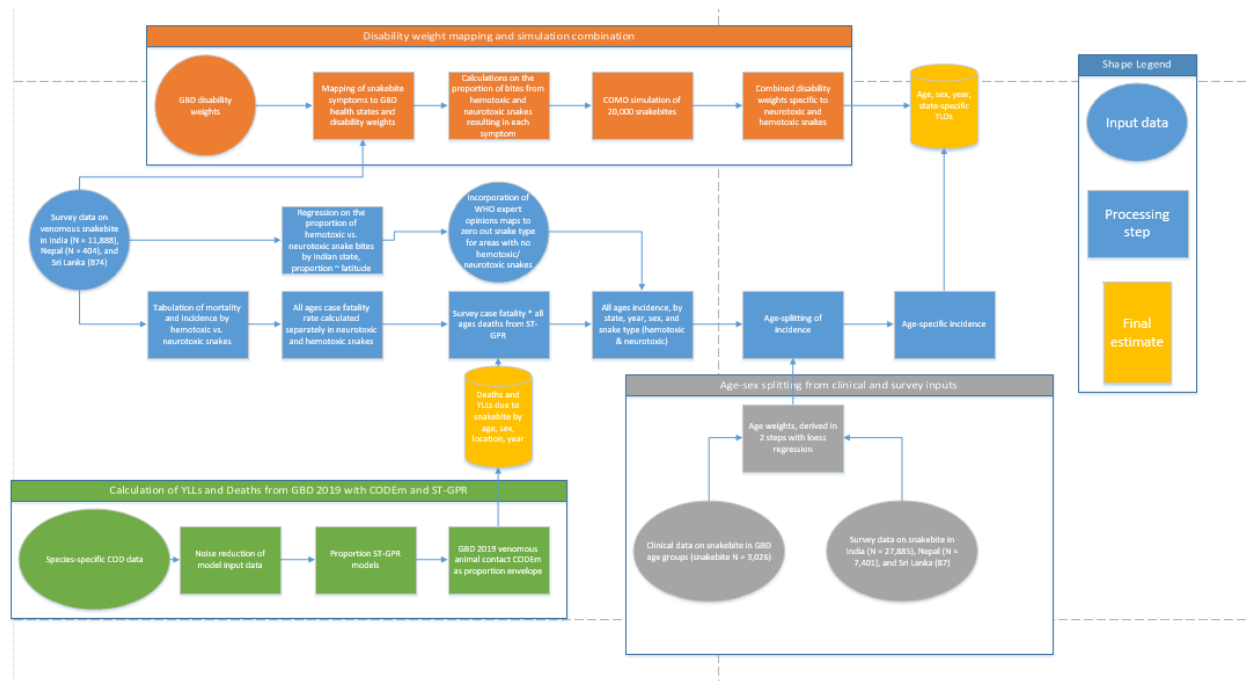 Disability weight mapping and simulation combination
GBD disability
weights
Mapping of snakebite
symptoms to GBD
health states and
disability weights
Calculations on the
proportion of bites from
hemotoxic and
neurotoxic snakes
resulting in each
symptom
COMO simulation of
20,000 snakebites
Combined disability
weights specific to
neurotoxic and
hemotoxic snakes
Age, sex, year,
state-specific
YLDs
Shape Legend
Input data
Processing
step
Final
estimate
Survey data on
venomous snakebite
in India (N = 11,888),
Nepal (N = 404), and
Sri Lanka (874)
Regression on the
proportion of
hemotoxic vs.
neurotoxic snake bites
by Indian state,
proportion ~ latitude
Incorporation of
WHO expert
opinions maps to
zero out snake type
for areas with no
hemotoxic/
neurotoxic snakes
Tabulation of mortality
and incidence by
hemotoxic vs.
neurotoxic snakes
All ages case fatality
rate calculated
separately in neurotoxic
and hemotoxic snakes
Survey case fatality * all
ages deaths from ST-
GPR
All ages incidence, by
state, year, sex, and
snake type (hemotoxic
& neurotoxic)
Age-splitting of
incidence
Age-specific incidence
Deaths and
YLLs due to
snakebite by
age, sex,
location, year
Age-sex splitting from clinical and survey inputs
Age weights, derived in
2 steps with loess
regression
Clinical data on snakebite in GBD
age groups (snakebite N = 3,026)
Survey data on snakebite in
India (N = 27,885), Nepal (N =
7,401), and Sri Lanka (87)
Calculation of YLLs and Deaths from GBD 2019 with CODEm and ST-GPR
Species-specific COD data
Noise reduction of
model input data
Proportion ST-GPR
models
GBD 2019 venomous
animal contact CODEm
as proportion envelope